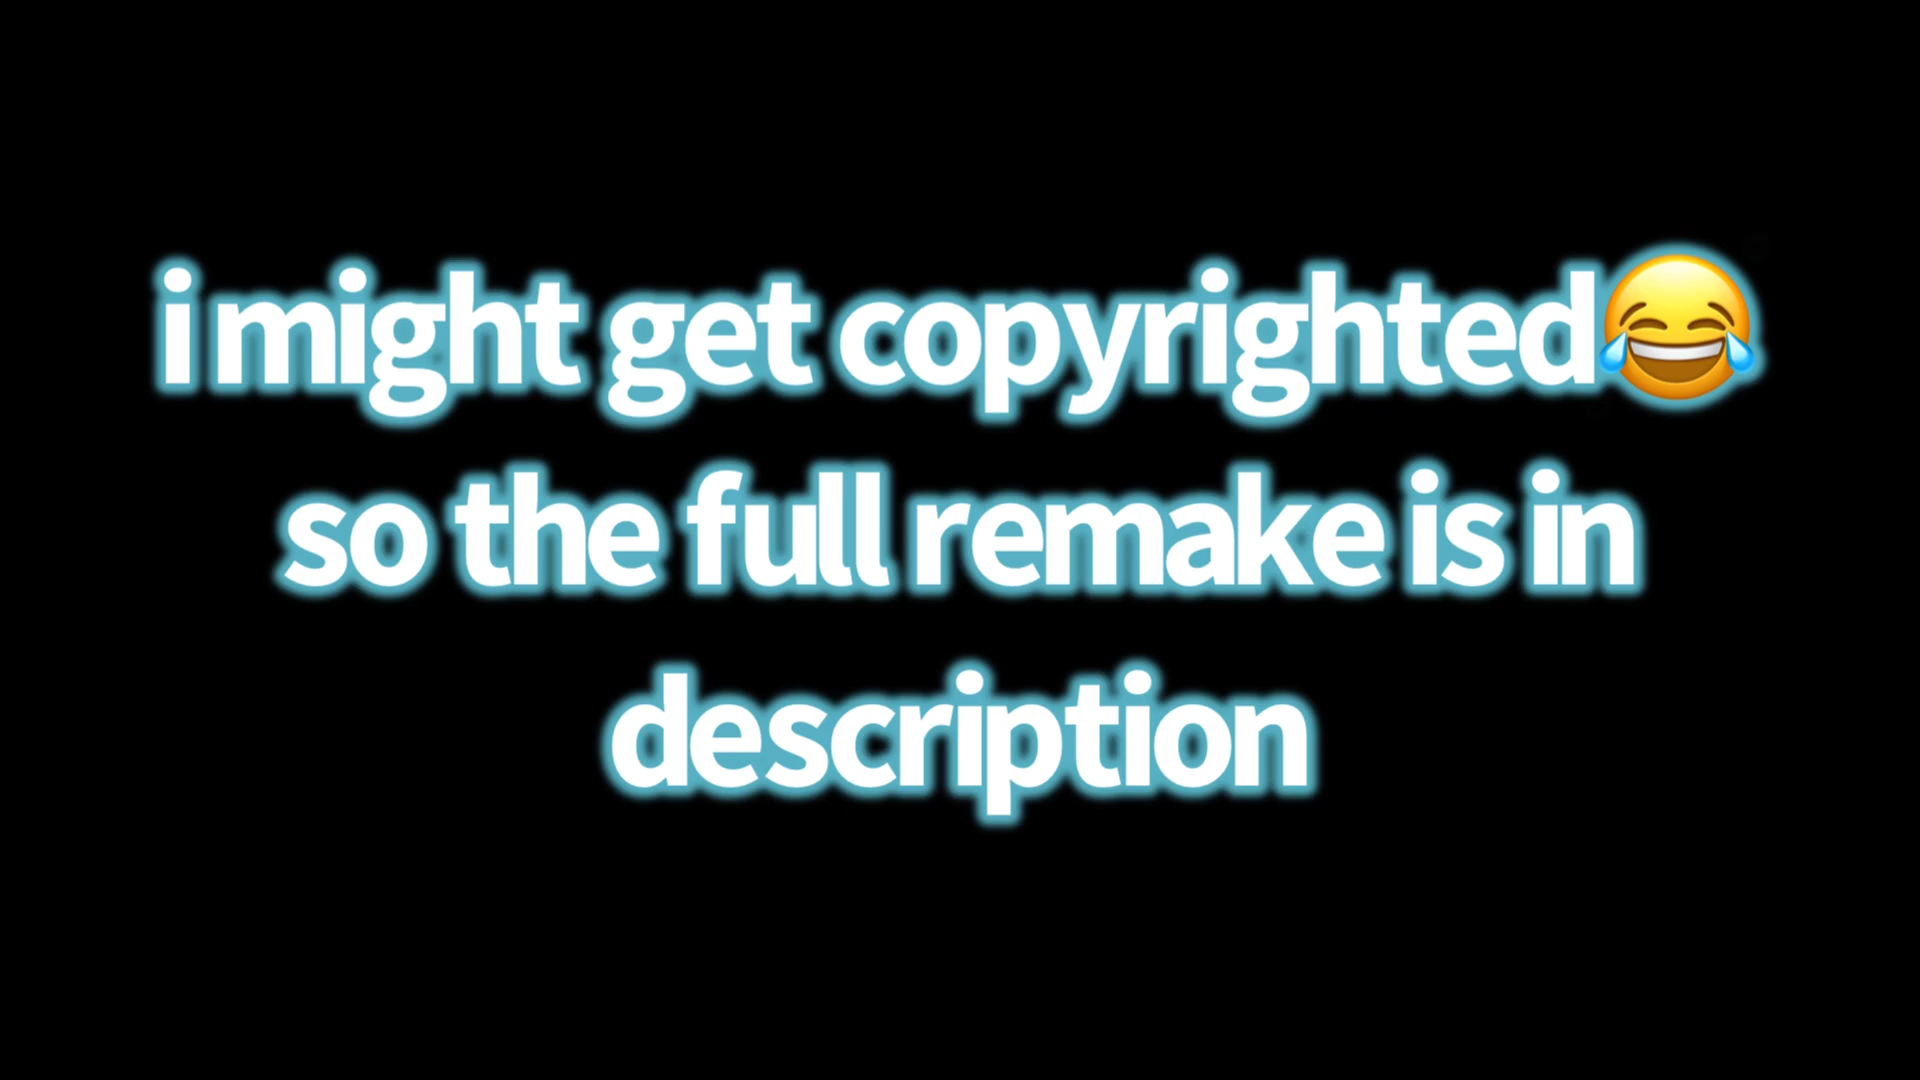 i might get copyrighted😂
so the full remake is in
description